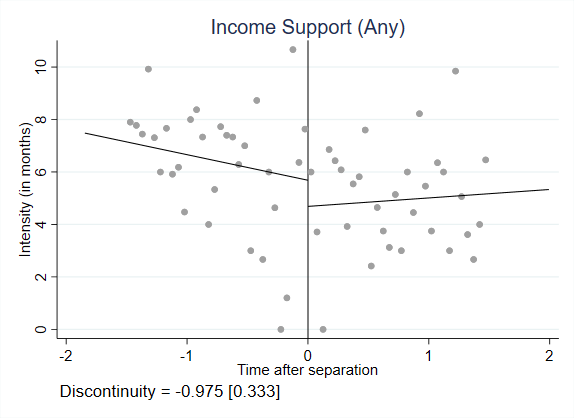 Income Support (Any)
Intensity (in months)
10
8
6
4
2
0
-2 -1 0 1 2
Time after separation
Discontinuity = -0.975 [0.333]